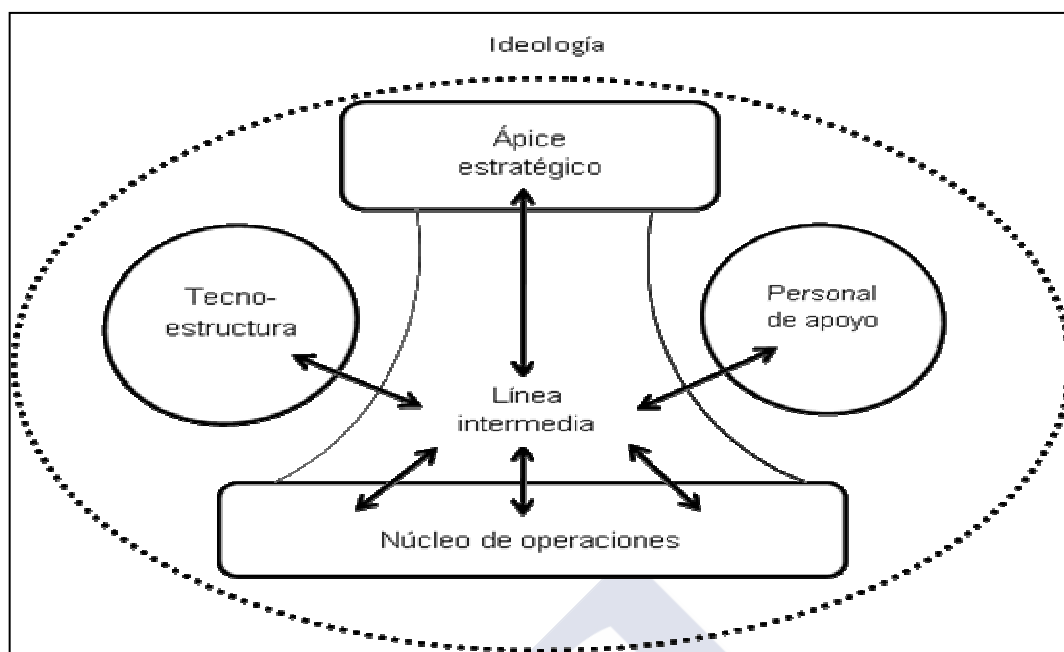 Ideología
Ápice
estratégico
Tecno-
estructura
Personal
de apoyo
Línea
intermedia
Núcleo de operaciones